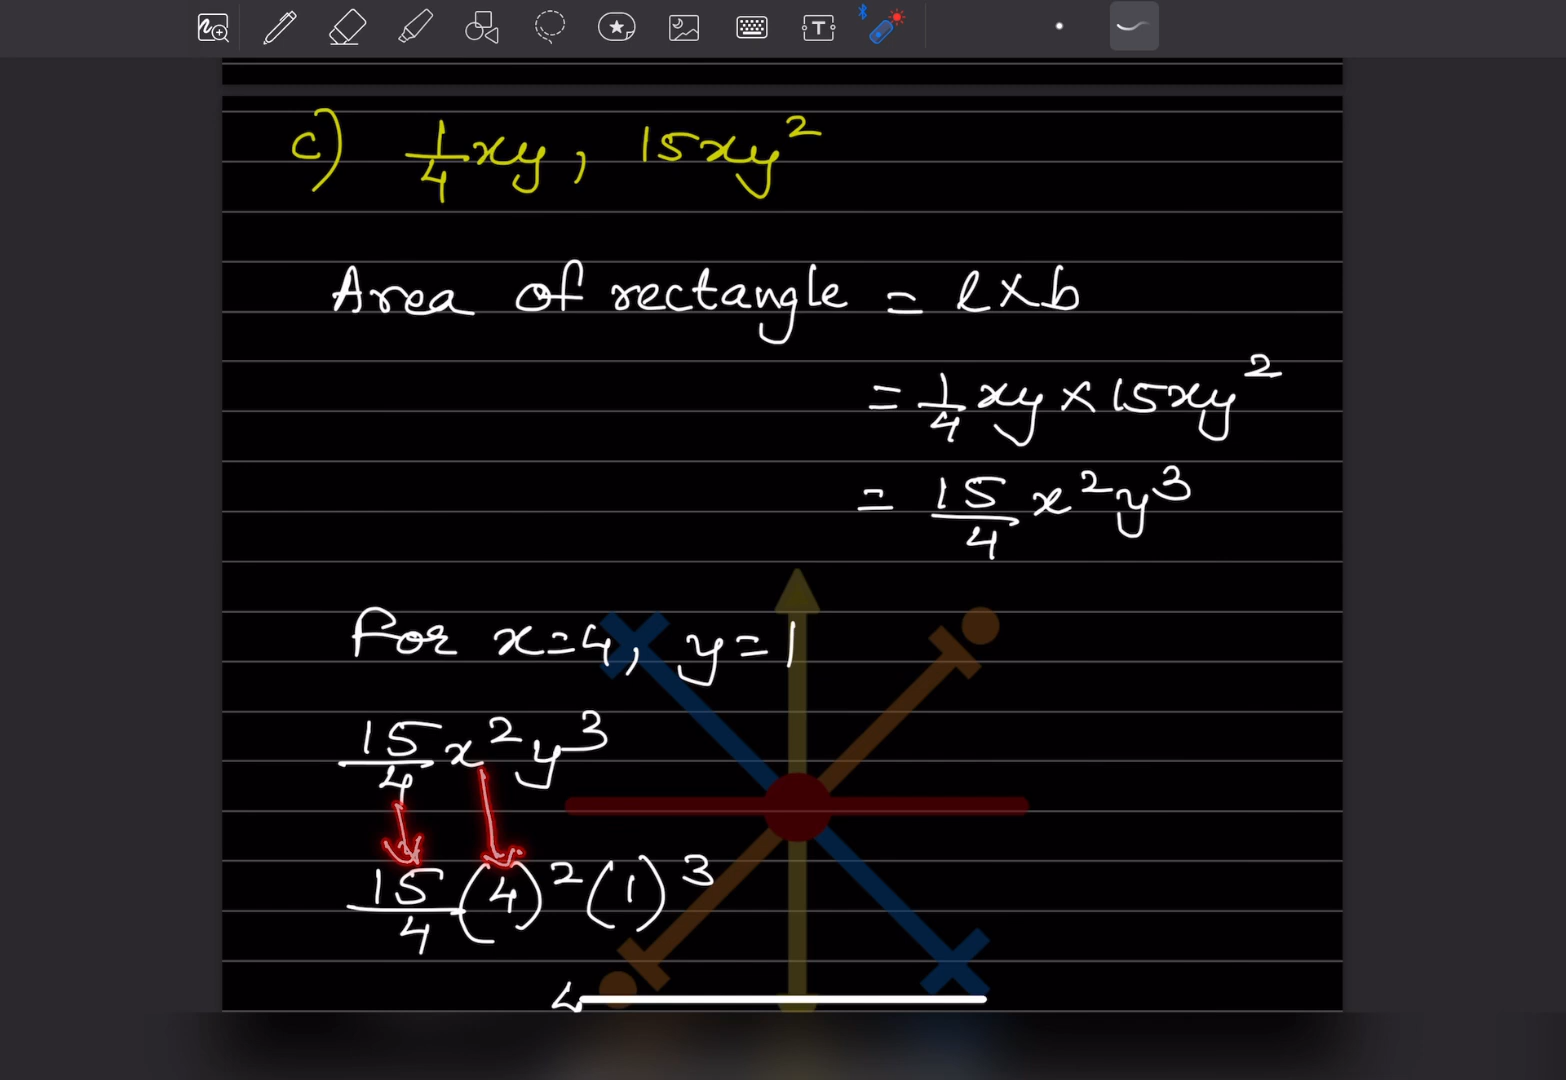 c) 1/4 xy, 15xy²
Area of rectangle = l×b
= 1/4 xy × 15xy²
= 15/4 x²y³
for x=4, y=1
15/4 x²y³
15/4 (4)²(1)³
4